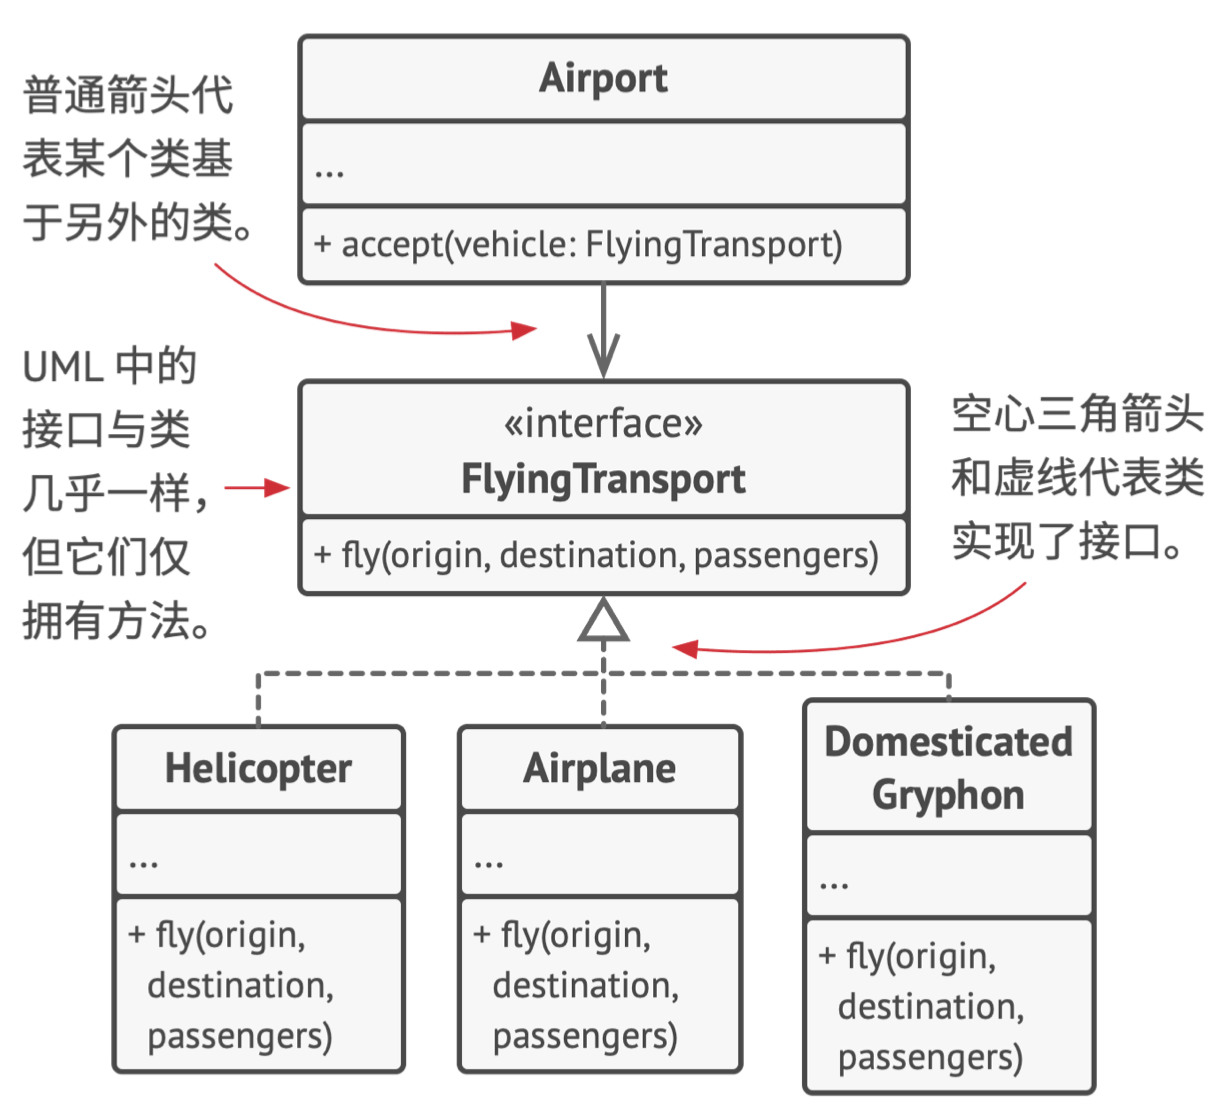 普通箭头代
表某个类基
于另外的类。
Airport
...
+ accept(vehicle: FlyingTransport)
UML 中的
接口与类
几乎一样，
但它们仅
拥有方法。
«interface»
FlyingTransport
+ fly(origin, destination, passengers)
空心三角箭头
和虚线代表类
实现了接口。
Helicopter
...
+ fly(origin,
destination,
passengers)
Airplane
...
+ fly(origin,
destination,
passengers)
Domesticated
Gryphon
...
+ fly(origin,
destination,
passengers)